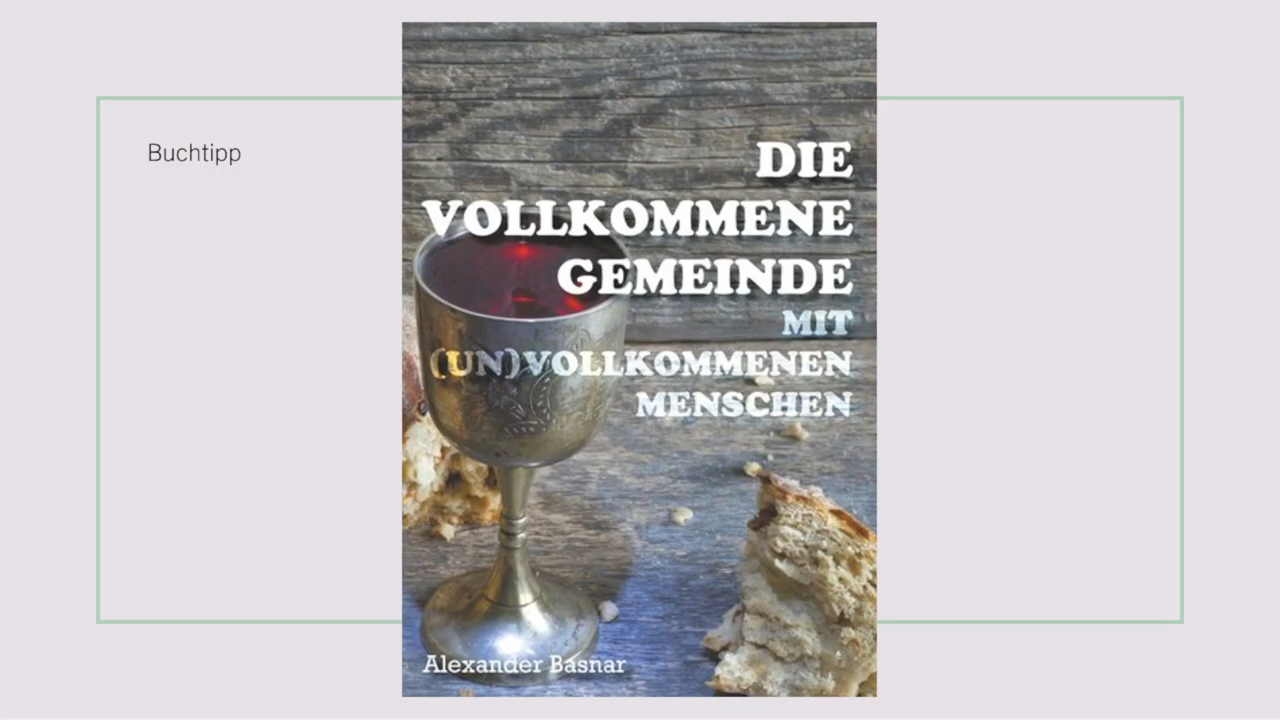 Buchtipp
DIE
VOLLKOMMENE
GEMEINDE
MIT
(UN)VOLLKOMMENEN
MENSCHEN
Alexander Basnar